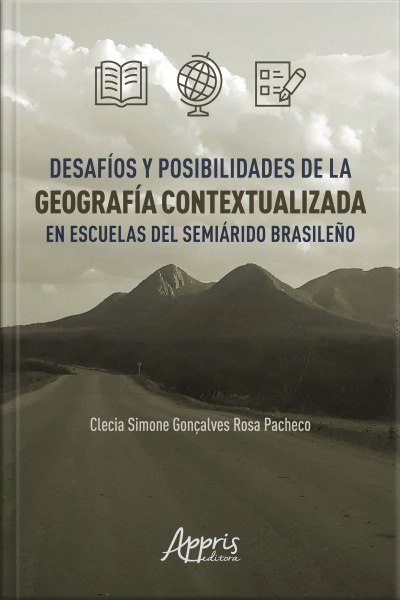 DESAFÍOS Y POSIBILIDADES DE LA
GEOGRAFÍA CONTEXTUALIZADA
EN ESCUELAS DEL SEMIÁRIDO BRASILEÑO
Clecia Simone Gonçalves Rosa Pacheco
Appris
editora